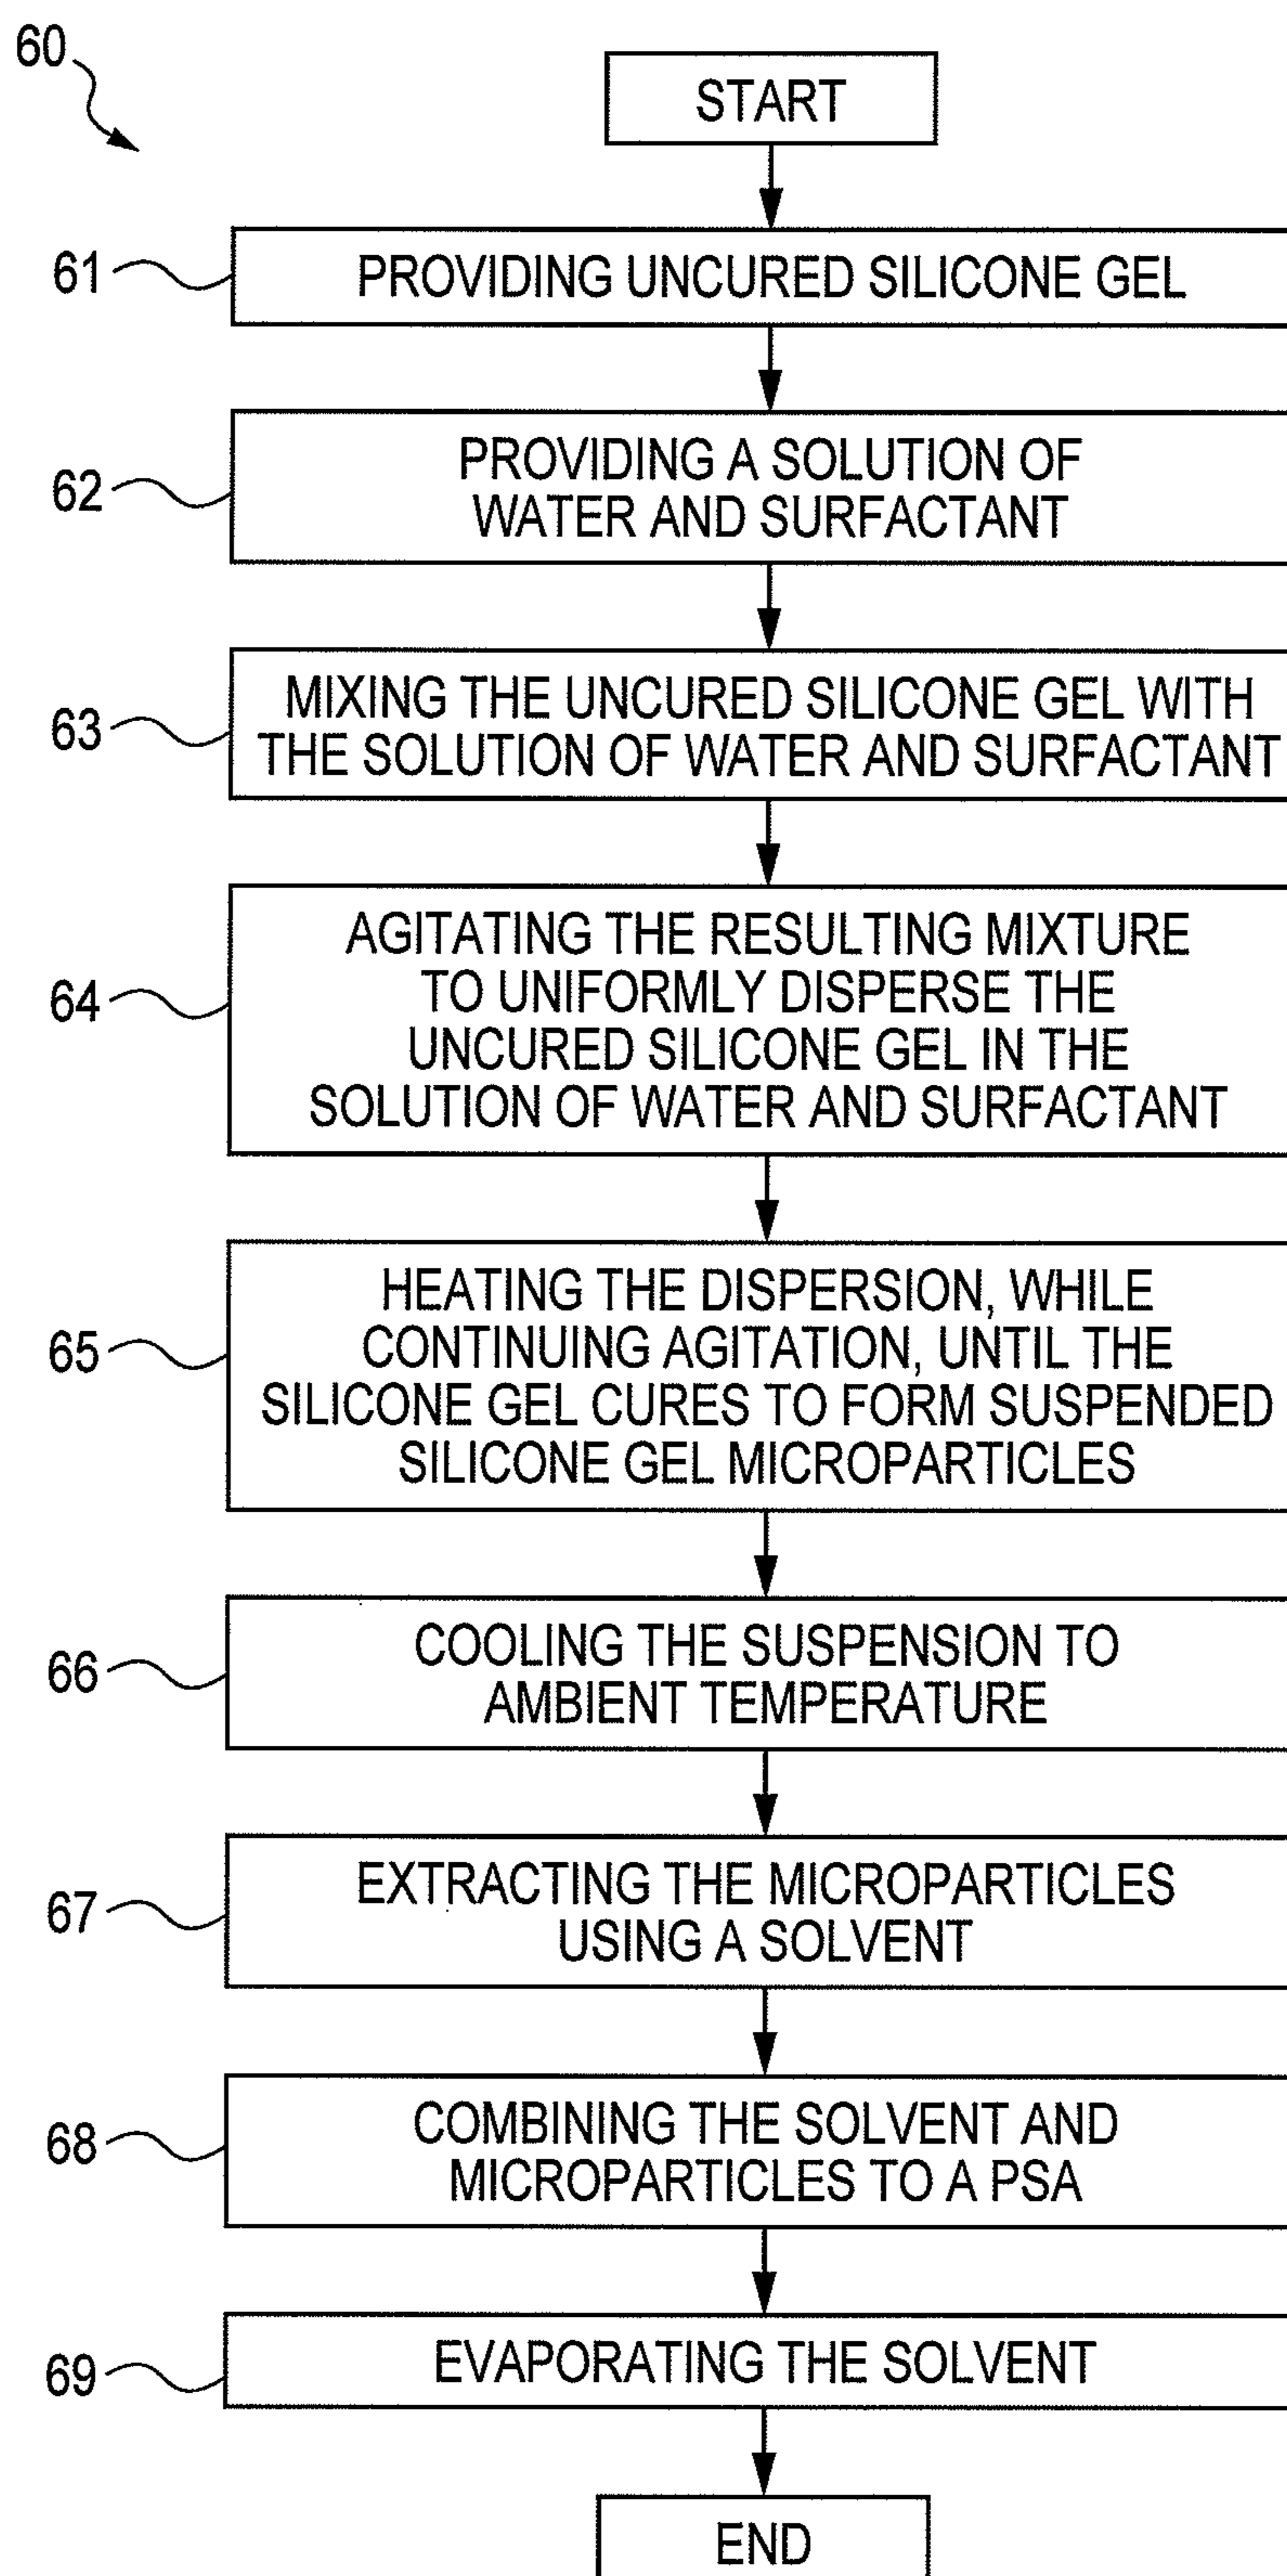 60
START
61
PROVIDING UNCURED SILICONE GEL
62
PROVIDING A SOLUTION OF
WATER AND SURFACTANT
63
MIXING THE UNCURED SILICONE GEL WITH
THE SOLUTION OF WATER AND SURFACTANT
64
AGITATING THE RESULTING MIXTURE
TO UNIFORMLY DISPERSE THE
UNCURED SILICONE GEL IN THE
SOLUTION OF WATER AND SURFACTANT
65
HEATING THE DISPERSION, WHILE
CONTINUING AGITATION, UNTIL THE
SILICONE GEL CURES TO FORM SUSPENDED
SILICONE GEL MICROPARTICLES
66
COOLING THE SUSPENSION TO
AMBIENT TEMPERATURE
67
EXTRACTING THE MICROPARTICLES
USING A SOLVENT
68
COMBINING THE SOLVENT AND
MICROPARTICLES TO A PSA
69
EVAPORATING THE SOLVENT
END